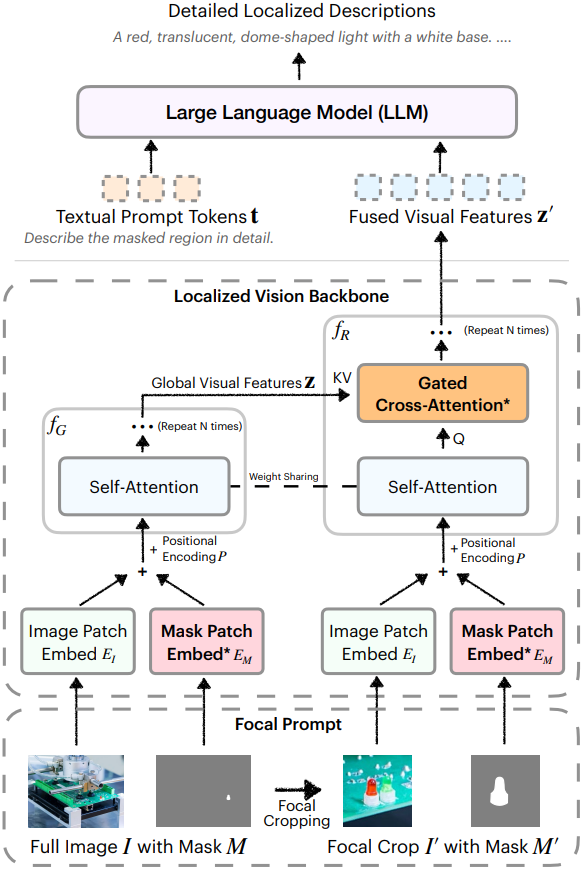 Detailed Localized Descriptions
A red, translucent, dome-shaped light with a white base. ....
Large Language Model (LLM)
Textual Prompt Tokens t
Describe the masked region in detail.
Fused Visual Features z′
Localized Vision Backbone
f_R
(Repeat N times)
Global Visual Features z
KV
Gated
Cross-Attention*
Q
f_G
(Repeat N times)
Self-Attention
Weight Sharing
Self-Attention
+ Positional
Encoding P
+
+ Positional
Encoding P
+
Image Patch
Embed E_I
Mask Patch
Embed* E_M
Image Patch
Embed E_I
Mask Patch
Embed* E_M
Focal Prompt
Focal
Cropping
Full Image I with Mask M
Focal Crop I′ with Mask M′